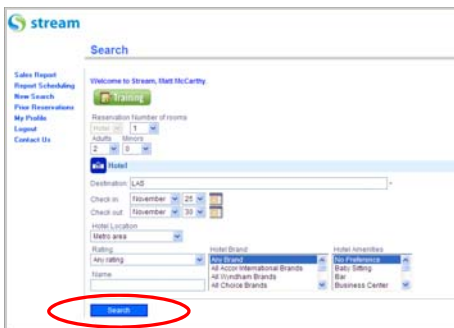 stream
Search
Sales Report
Report Scheduling
New Search
Prior Reservations
My Profile
Logout
Contact Us
Welcome to Stream, Matt McCarthy.
Training
Reservation Number of rooms
Hotel 1
Adults Minors
2 0
Hotel
Destination: LAS
Check in: November 25
Check out: November 30
Hotel Location
Metro area
Rating:
Any rating
Name:
Hotel Brand
Any Brand
All Accor International Brands
All Wyndham Brands
All Choice Brands
Hotel Amenities
No Preference
Baby Sitting
Bar
Business Center
Search